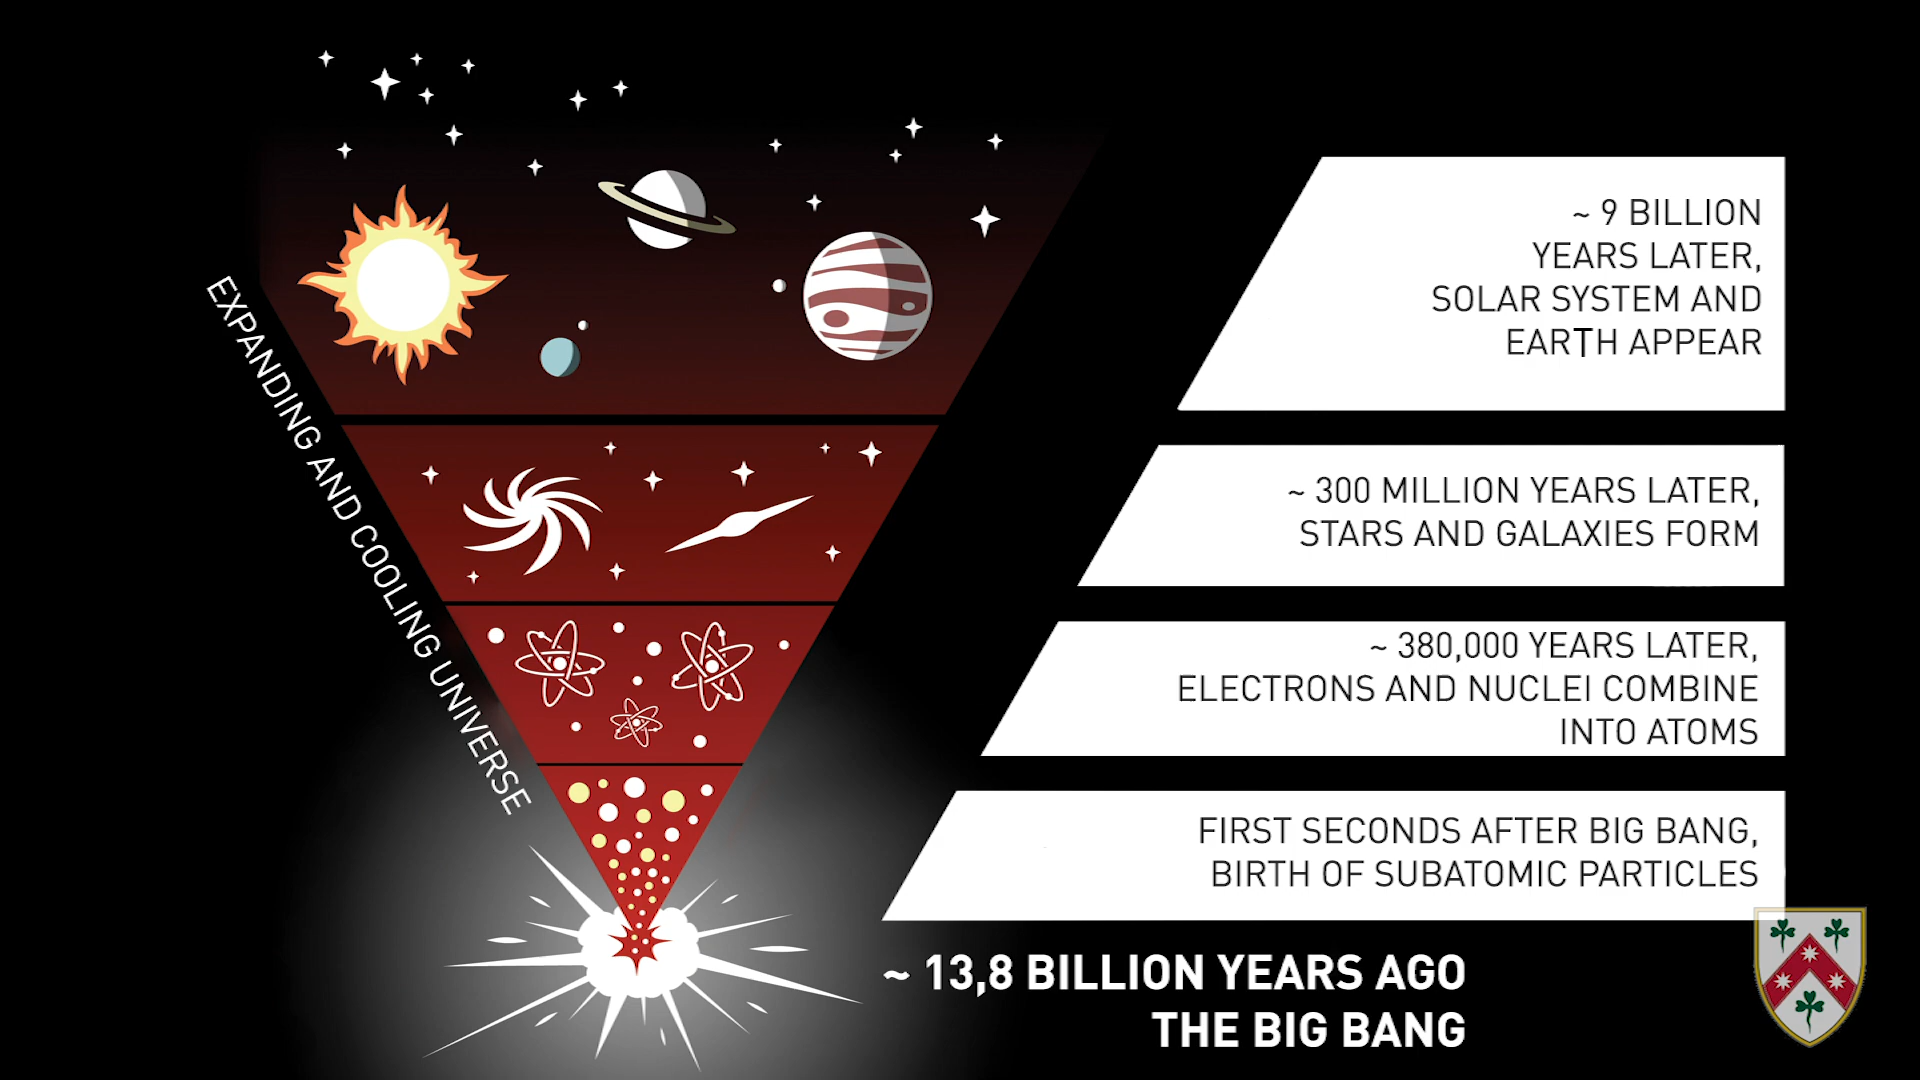 ~ 9 BILLION
YEARS LATER,
SOLAR SYSTEM AND
EARTH APPEAR
~ 300 MILLION YEARS LATER,
STARS AND GALAXIES FORM
~ 380,000 YEARS LATER,
ELECTRONS AND NUCLEI COMBINE
INTO ATOMS
FIRST SECONDS AFTER BIG BANG,
BIRTH OF SUBATOMIC PARTICLES
~ 13,8 BILLION YEARS AGO
THE BIG BANG
EXPANDING AND COOLING UNIVERSE